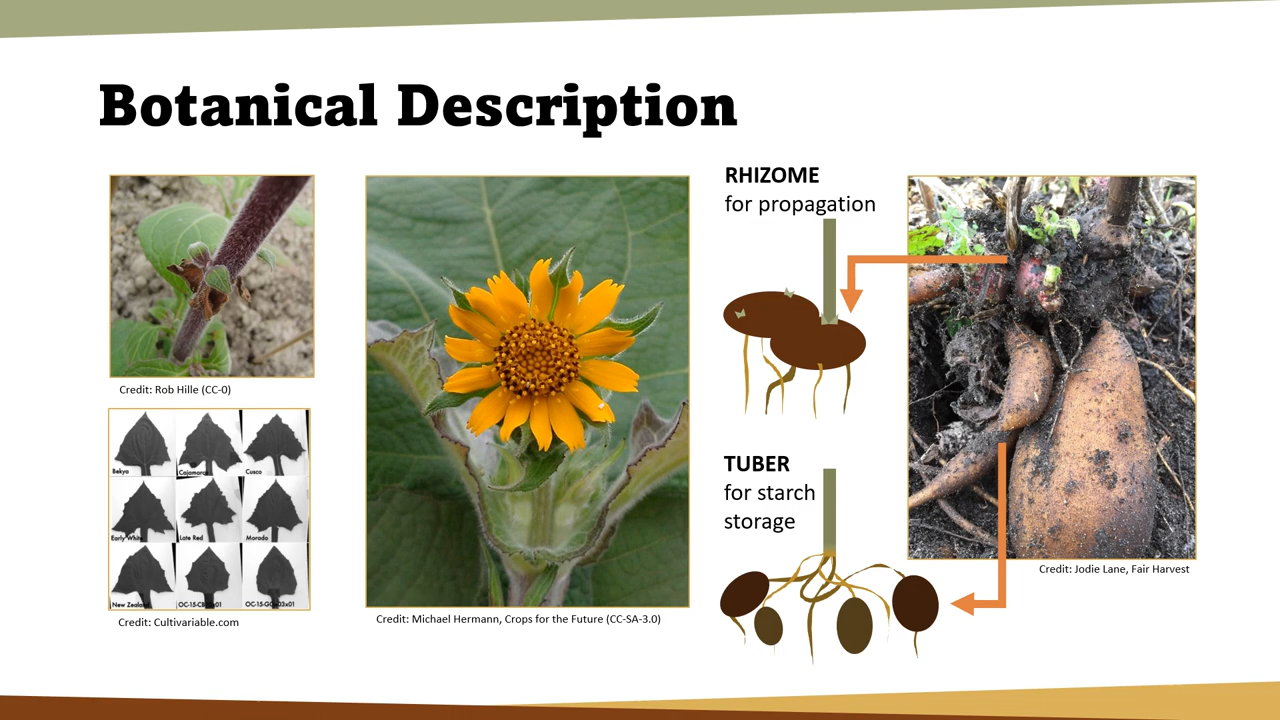 Botanical Description
Credit: Rob Hille (CC-0)
Bekya
Cajamarca
Cusco
Early White
Late Red
Morado
New Zealand
Credit: Cultivariable.com
Credit: Michael Hermann, Crops for the Future (CC-SA-3.0)
RHIZOME
for propagation
TUBER
for starch
storage
Credit: Jodie Lane, Fair Harvest